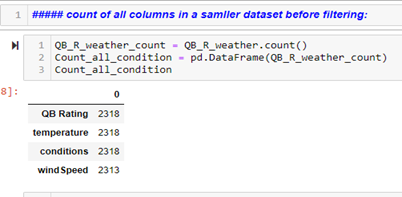 1 ##### count of all columns in a samller dataset before filtering:
1 QB_R_weather_count = QB_R_weather.count()
2 Count_all_condition = pd.DataFrame(QB_R_weather_count)
3 Count_all_condition
8]:
0
QB Rating 2318
temperature 2318
conditions 2318
windSpeed 2313